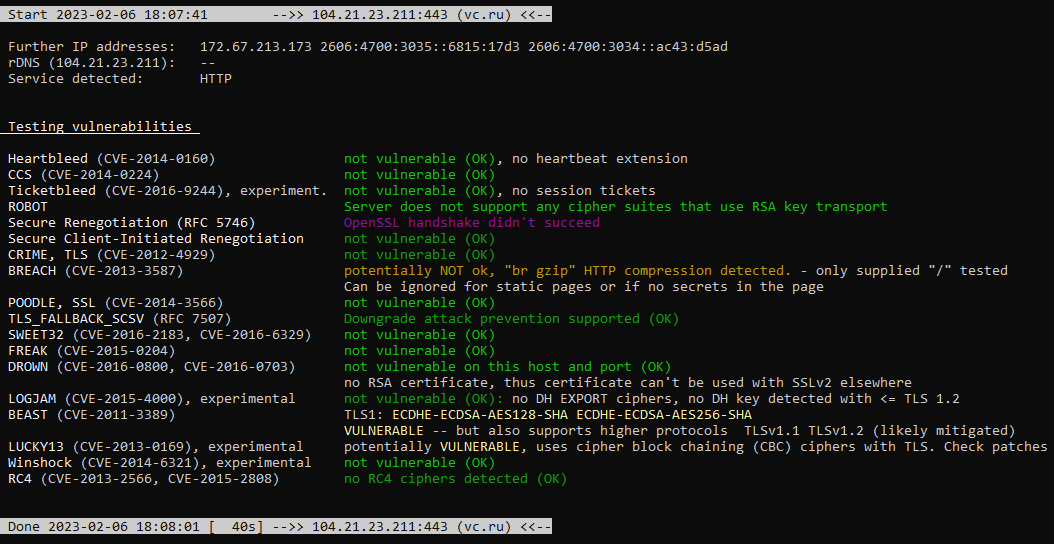 Start 2023-02-06 18:07:41 -->> 104.21.23.211:443 (vc.ru) <<--
Further IP addresses: 172.67.213.173 2606:4700:3035::6815:17d3 2606:4700:3034::ac43:d5ad
rDNS (104.21.23.211): --
Service detected: HTTP
Testing vulnerabilities
Heartbleed (CVE-2014-0160) not vulnerable (OK), no heartbeat extension
CCS (CVE-2014-0224) not vulnerable (OK)
Ticketbleed (CVE-2016-9244), experiment. not vulnerable (OK), no session tickets
ROBOT Server does not support any cipher suites that use RSA key transport
Secure Renegotiation (RFC 5746) OpenSSL handshake didn't succeed
Secure Client-Initiated Renegotiation not vulnerable (OK)
CRIME, TLS (CVE-2012-4929) not vulnerable (OK)
BREACH (CVE-2013-3587) potentially NOT ok, "br gzip" HTTP compression detected. - only supplied "/" tested
Can be ignored for static pages or if no secrets in the page
POODLE, SSL (CVE-2014-3566) not vulnerable (OK)
TLS_FALLBACK_SCSV (RFC 7507) Downgrade attack prevention supported (OK)
SWEET32 (CVE-2016-2183, CVE-2016-6329) not vulnerable (OK)
FREAK (CVE-2015-0204) not vulnerable (OK)
DROWN (CVE-2016-0800, CVE-2016-0703) not vulnerable on this host and port (OK)
no RSA certificate, thus certificate can't be used with SSLv2 elsewhere
LOGJAM (CVE-2015-4000), experimental not vulnerable (OK): no DH EXPORT ciphers, no DH key detected with <= TLS 1.2
BEAST (CVE-2011-3389) TLS1: ECDHE-ECDSA-AES128-SHA ECDHE-ECDSA-AES256-SHA
VULNERABLE -- but also supports higher protocols TLSv1.1 TLSv1.2 (likely mitigated)
LUCKY13 (CVE-2013-0169), experimental potentially VULNERABLE, uses cipher block chaining (CBC) ciphers with TLS. Check patches
Winshock (CVE-2014-6321), experimental not vulnerable (OK)
RC4 (CVE-2013-2566, CVE-2015-2808) no RC4 ciphers detected (OK)
Done 2023-02-06 18:08:01 [ 40s] -->> 104.21.23.211:443 (vc.ru) <<--